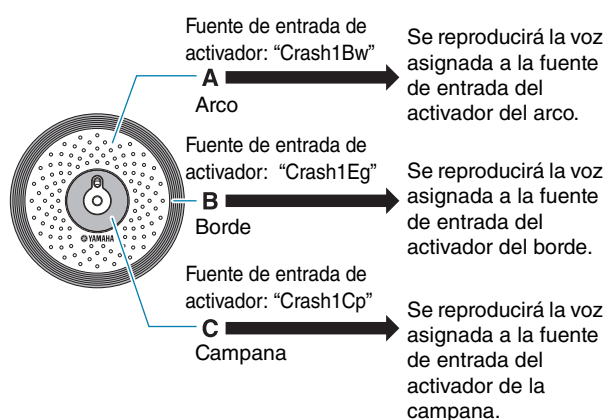 Fuente de entrada de
activador: “Crash1Bw”
A
Arco
Se reproducirá la voz
asignada a la fuente
de entrada del
activador del arco.
Fuente de entrada de
activador: “Crash1Eg”
B
Borde
Se reproducirá la voz
asignada a la fuente
de entrada del
activador del borde.
YAMAHA
Fuente de entrada de
activador: “Crash1Cp”
C
Campana
Se reproducirá la voz
asignada a la fuente
de entrada del
activador de la
campana.